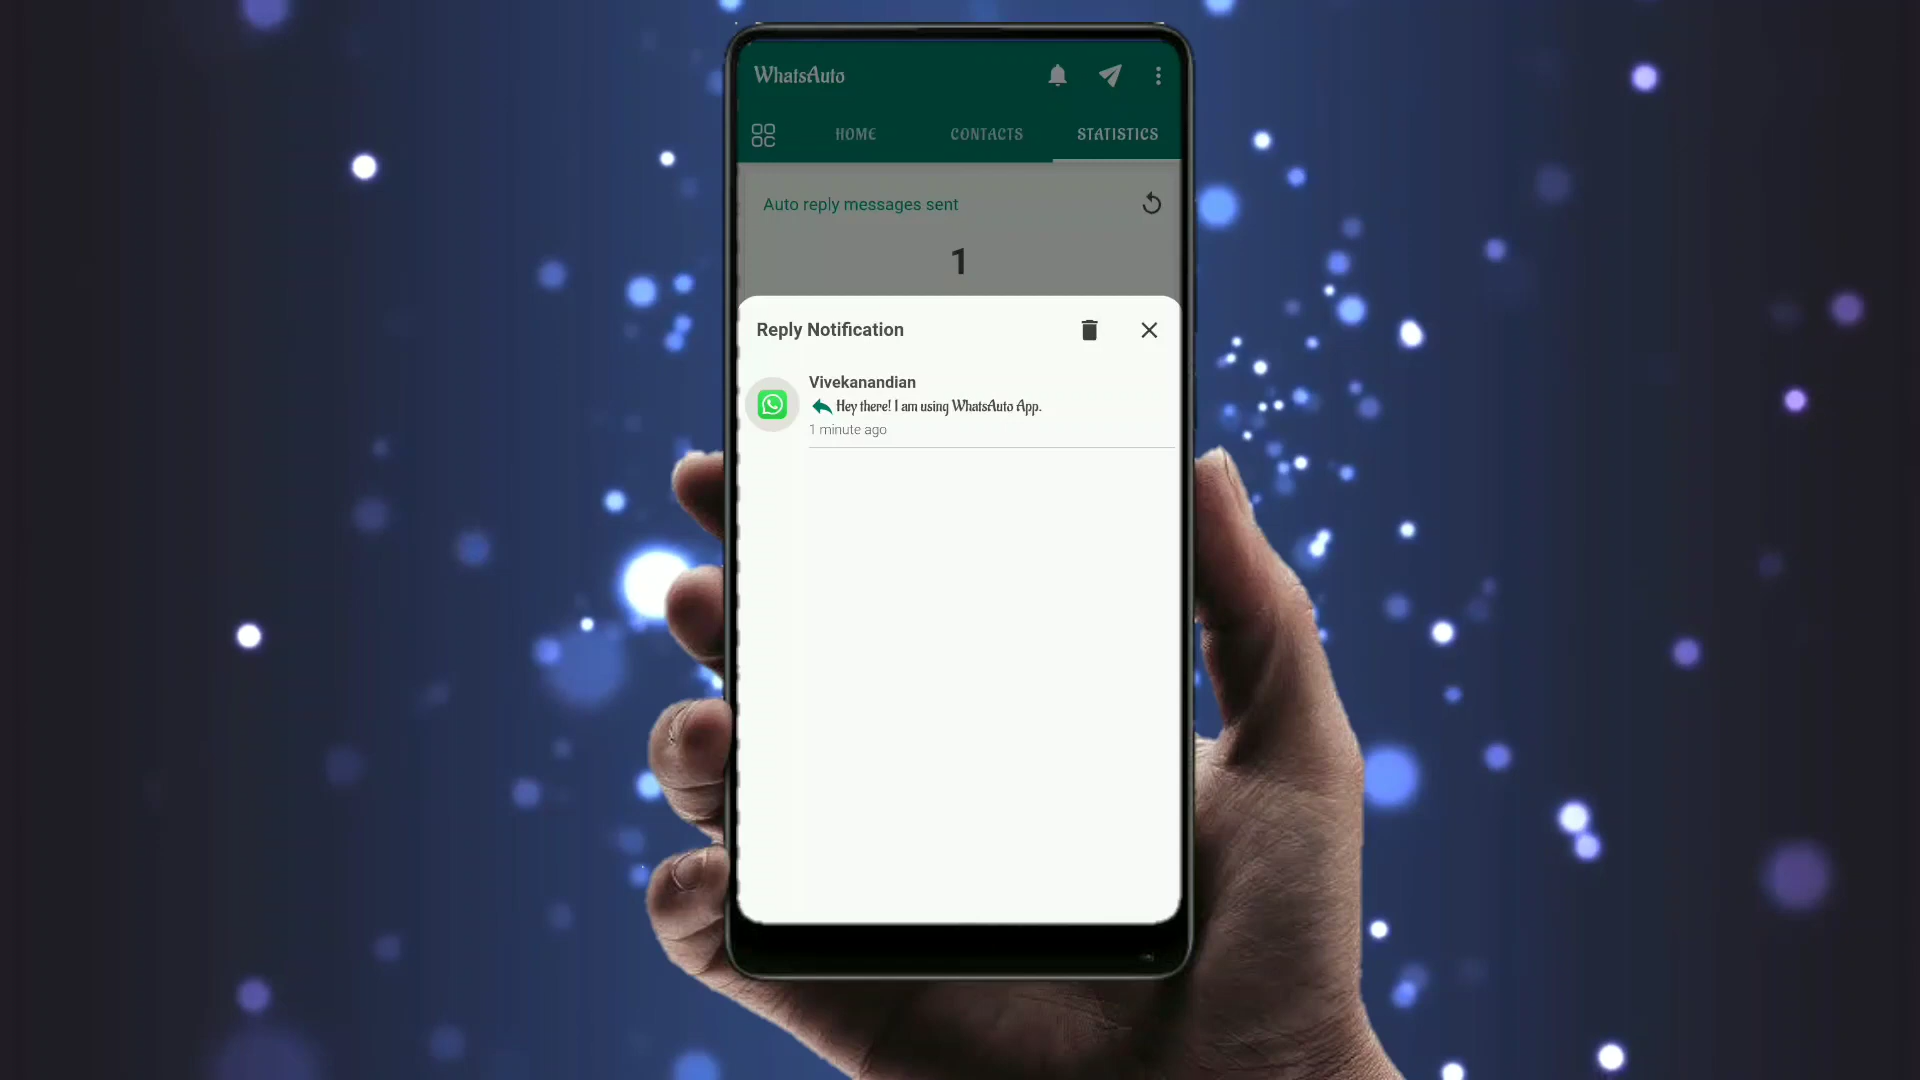 WhatsAuto
HOME CONTACTS STATISTICS
Auto reply messages sent
1
Reply Notification
Vivekanandian
Hey there! I am using WhatsAuto App.
1 minute ago